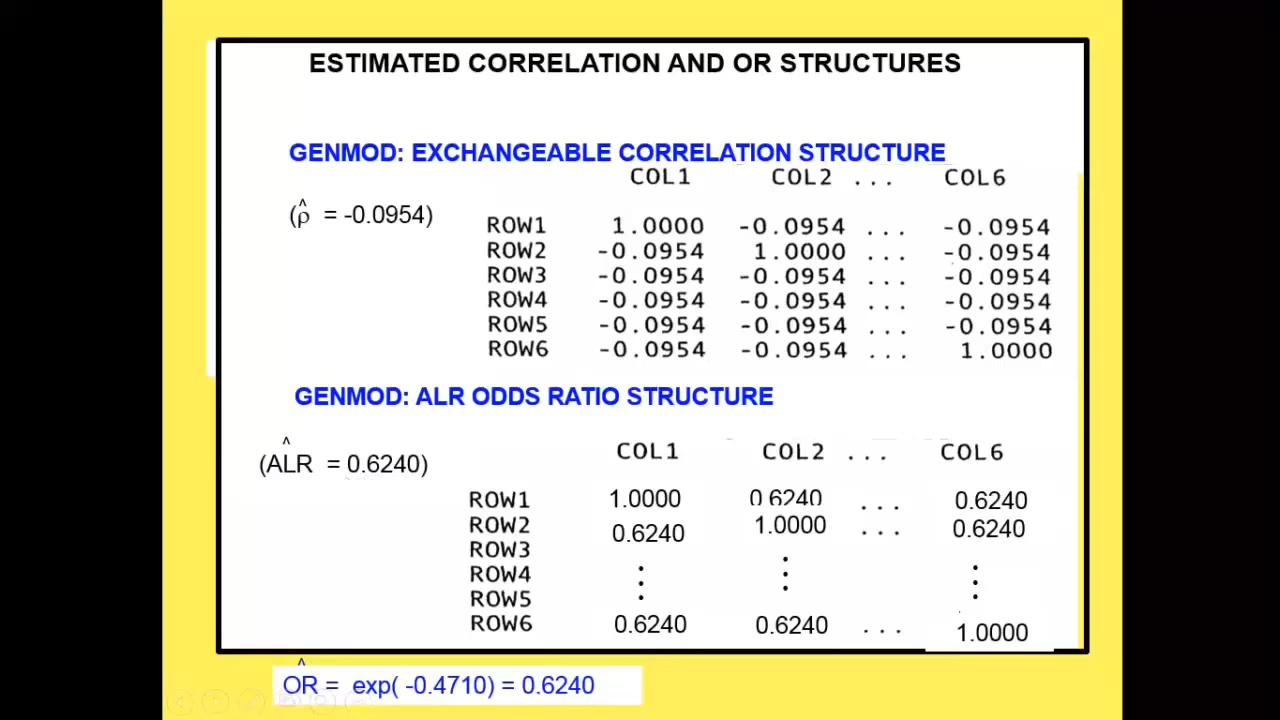 ESTIMATED CORRELATION AND OR STRUCTURES
GENMOD: EXCHANGEABLE CORRELATION STRUCTURE
COL1 COL2 ... COL6
(ρ̂ = -0.0954)
ROW1 1.0000 -0.0954 ... -0.0954
ROW2 -0.0954 1.0000 ... -0.0954
ROW3 -0.0954 -0.0954 ... -0.0954
ROW4 -0.0954 -0.0954 ... -0.0954
ROW5 -0.0954 -0.0954 ... -0.0954
ROW6 -0.0954 -0.0954 ... 1.0000
GENMOD: ALR ODDS RATIO STRUCTURE
COL1 COL2 ... COL6
^
(ALR = 0.6240)
ROW1 1.0000 0.6240 ... 0.6240
ROW2 0.6240 1.0000 ... 0.6240
ROW3
ROW4 ⋮ ⋮ ⋮
ROW5
ROW6 0.6240 0.6240 ... 1.0000
^
OR = exp( -0.4710) = 0.6240